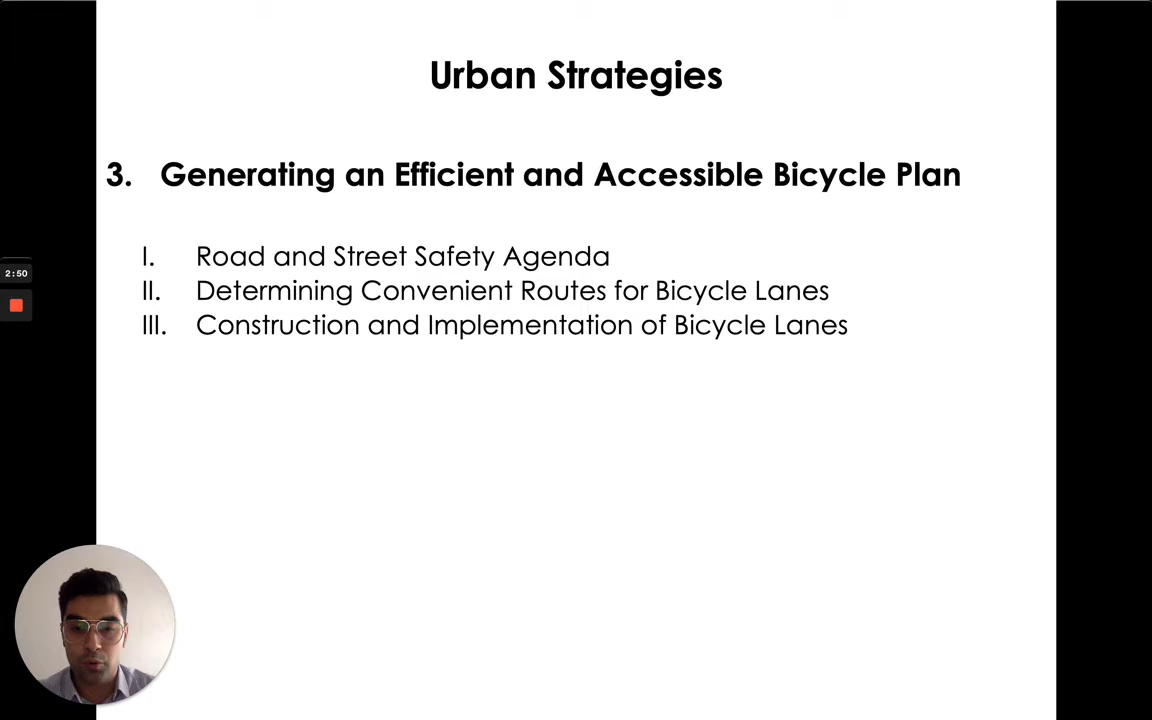 Urban Strategies
3. Generating an Efficient and Accessible Bicycle Plan
I. Road and Street Safety Agenda
II. Determining Convenient Routes for Bicycle Lanes
III. Construction and Implementation of Bicycle Lanes
2:50